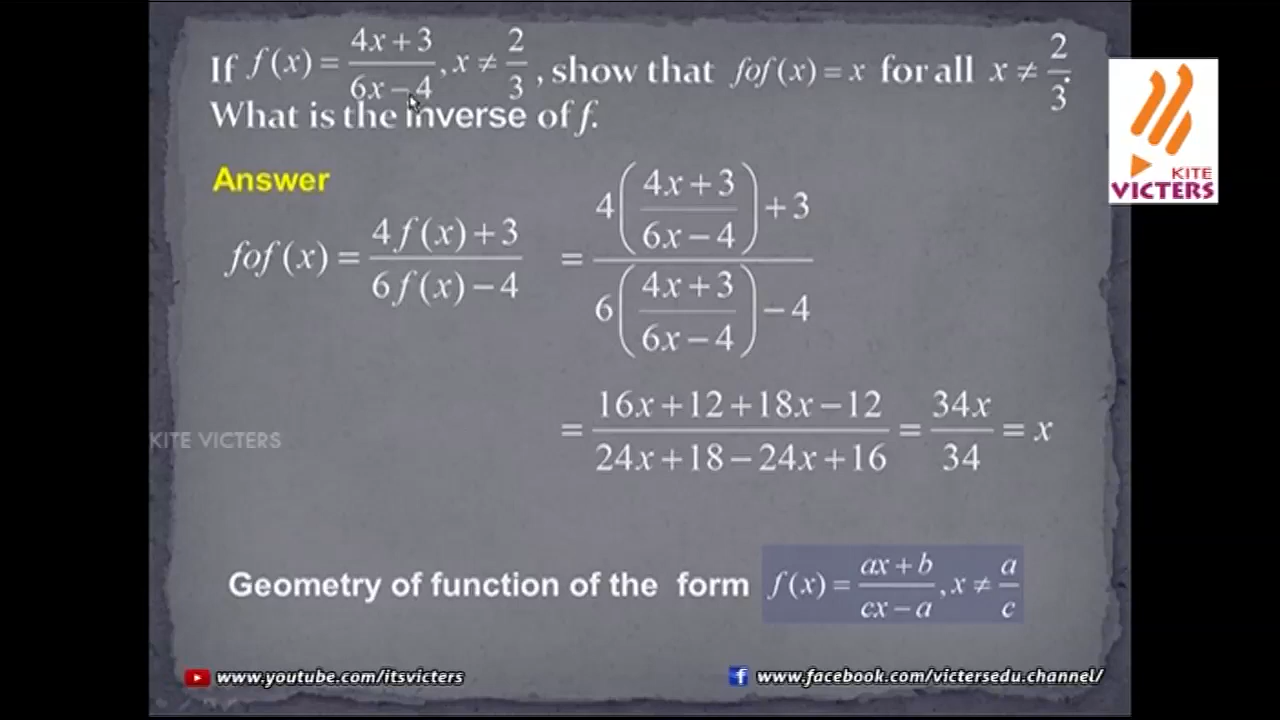 If f(x) = (4x + 3)/(6x − 4), x ≠ 2/3, show that fof(x) = x for all x ≠ 2/3.
What is the inverse of f.
KITE
VICTERS
Answer
fof(x) = (4f(x) + 3)/(6f(x) − 4) = (4((4x + 3)/(6x − 4)) + 3)/(6((4x + 3)/(6x − 4)) − 4)
= (16x + 12 + 18x − 12)/(24x + 18 − 24x + 16) = 34x/34 = x
KITE VICTERS
Geometry of function of the form f(x) = (ax + b)/(cx − a), x ≠ a/c
www.youtube.com/itsvicters
www.facebook.com/victersedu.channel/